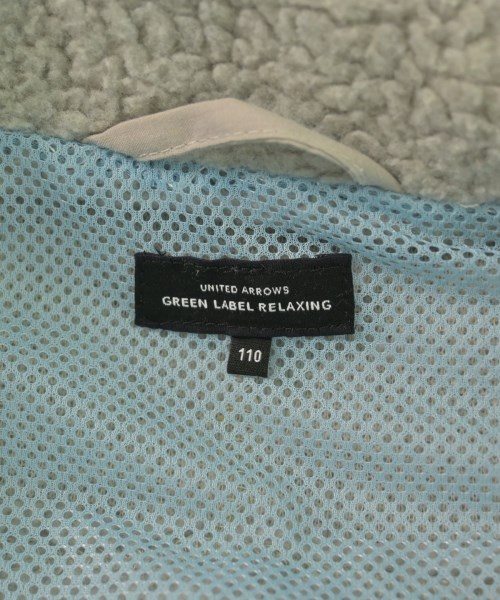 UNITED ARROWS
GREEN LABEL RELAXING
110